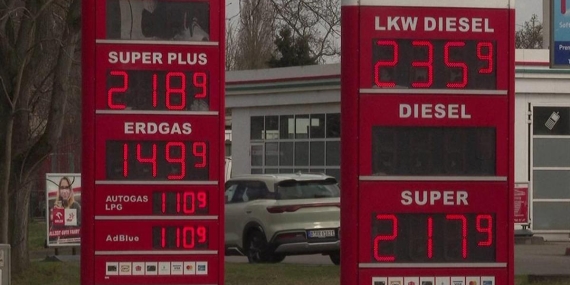 SUPER PLUS
2189
ERDGAS
1499
AUTOGAS
LPG
1109
AdBlue
1109
LKW DIESEL
2359
DIESEL
SUPER
2179